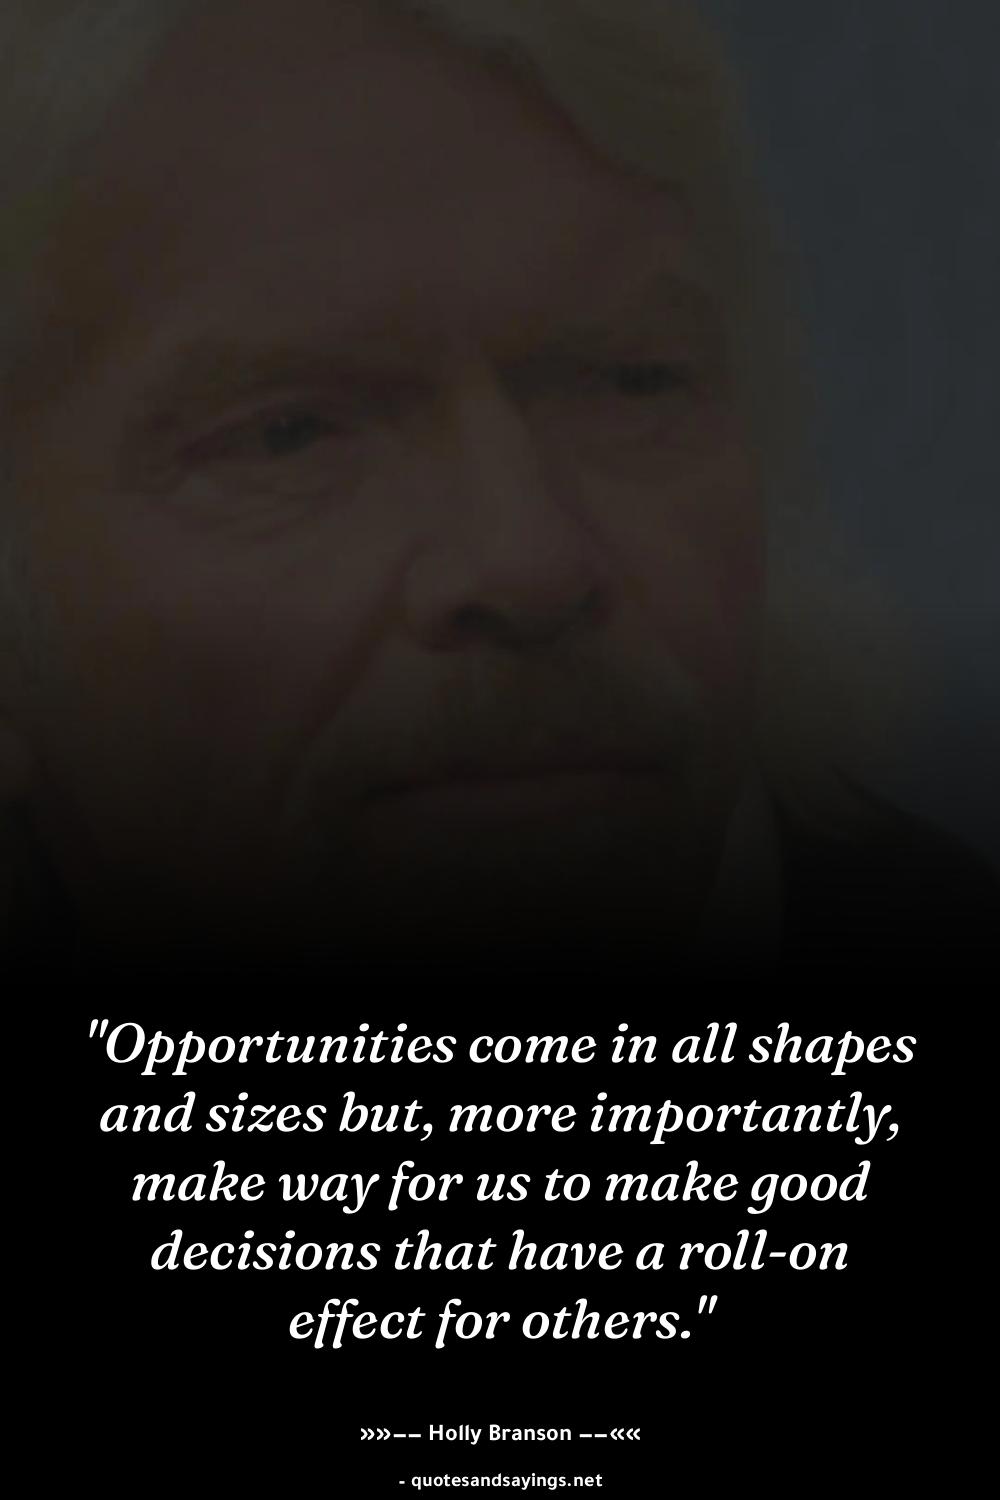 "Opportunities come in all shapes
and sizes but, more importantly,
make way for us to make good
decisions that have a roll-on
effect for others."
»»−− Holly Branson −−««
- quotesandsayings.net